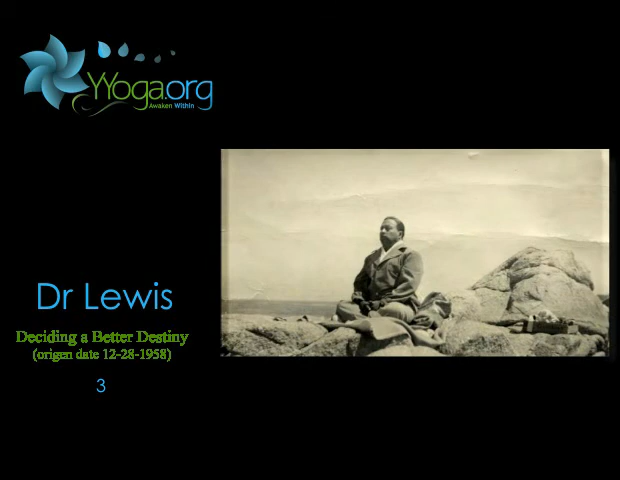 YYoga.org
Awaken Within
Dr Lewis
Deciding a Better Destiny
(origen date 12-28-1958)
3